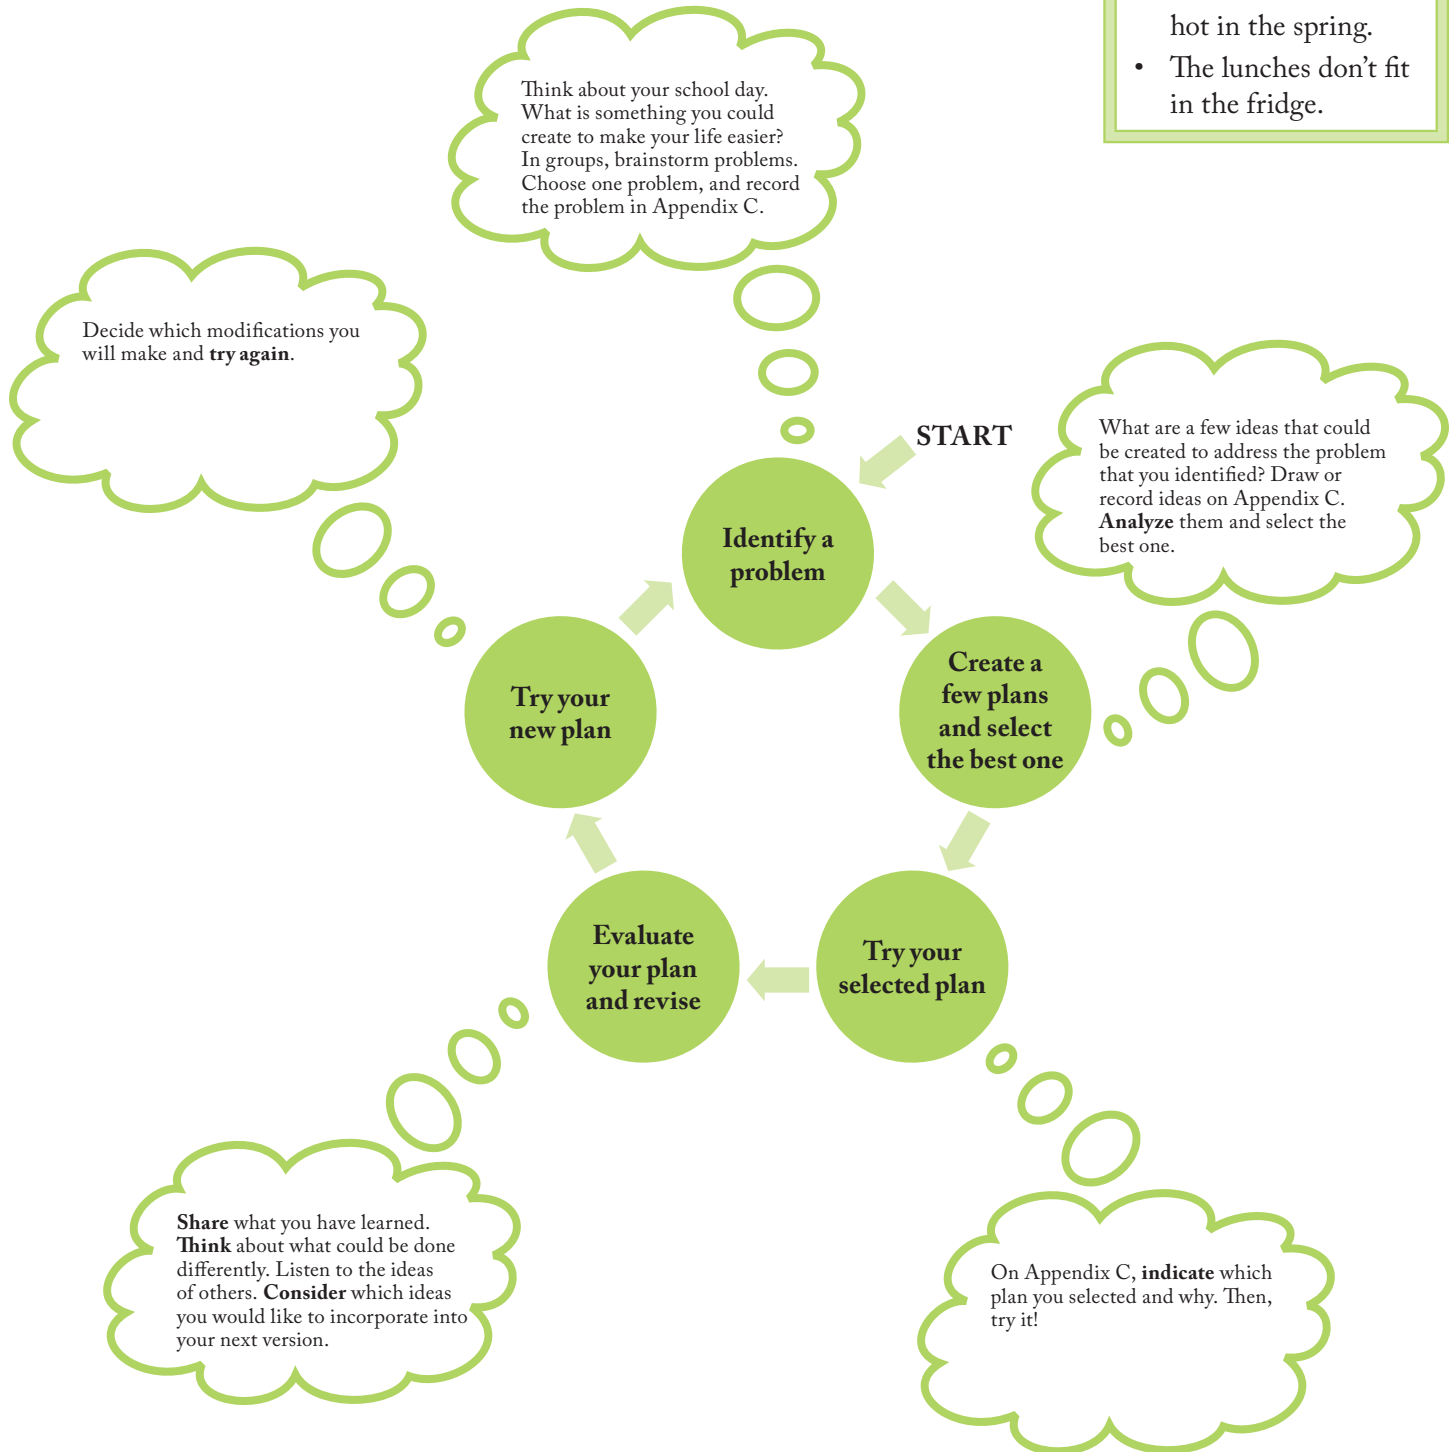 hot in the spring.
• The lunches don’t fit
in the fridge.
Think about your school day.
What is something you could
create to make your life easier?
In groups, brainstorm problems.
Choose one problem, and record
the problem in Appendix C.
Decide which modifications you
will make and try again.
START
What are a few ideas that could
be created to address the problem
that you identified? Draw or
record ideas on Appendix C.
Analyze them and select the
best one.
Identify a
problem
Create a
few plans
and select
the best one
Try your
new plan
Evaluate
your plan
and revise
Try your
selected plan
Share what you have learned.
Think about what could be done
differently. Listen to the ideas
of others. Consider which ideas
you would like to incorporate into
your next version.
On Appendix C, indicate which
plan you selected and why. Then,
try it!